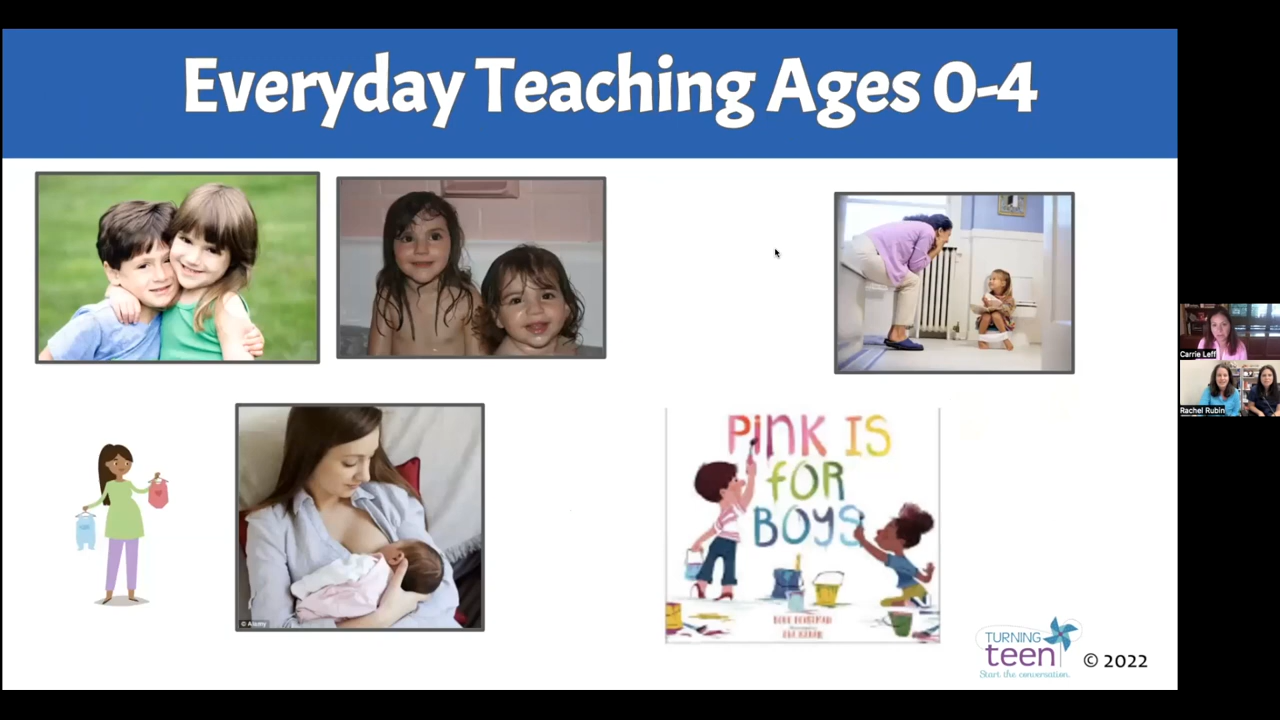 Everyday Teaching Ages 0-4
Carrie Leff
Rachel Rubin
© Alamy
PINK IS
fOR
BOYS
TURNING
teen
Start the conversation.
© 2022